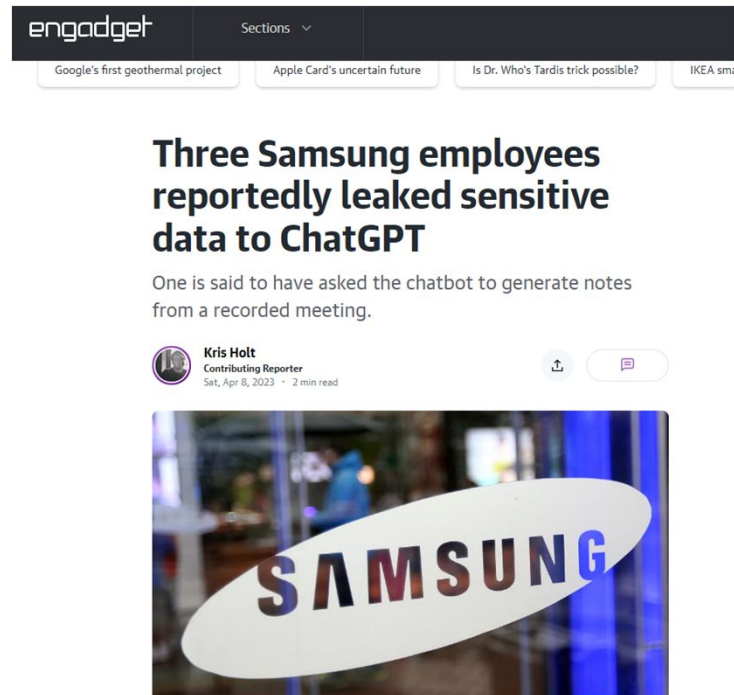 engadget
Sections
Google's first geothermal project
Apple Card's uncertain future
Is Dr. Who's Tardis trick possible?
IKEA sma
Three Samsung employees
reportedly leaked sensitive
data to ChatGPT
One is said to have asked the chatbot to generate notes
from a recorded meeting.
Kris Holt
Contributing Reporter
Sat, Apr 8, 2023 · 2 min read
SAMSUNG